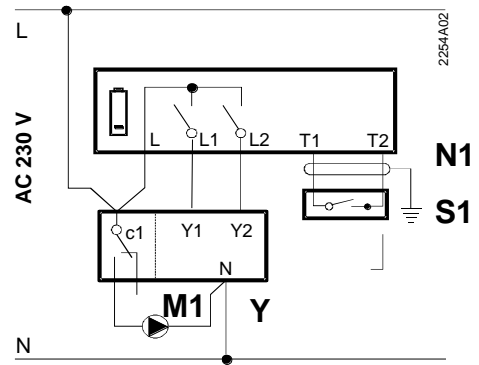 L
2254A02
AC 230 V
L L1 L2 T1 T2
N1
S1
c1 Y1 Y2
N
M1 Y
N